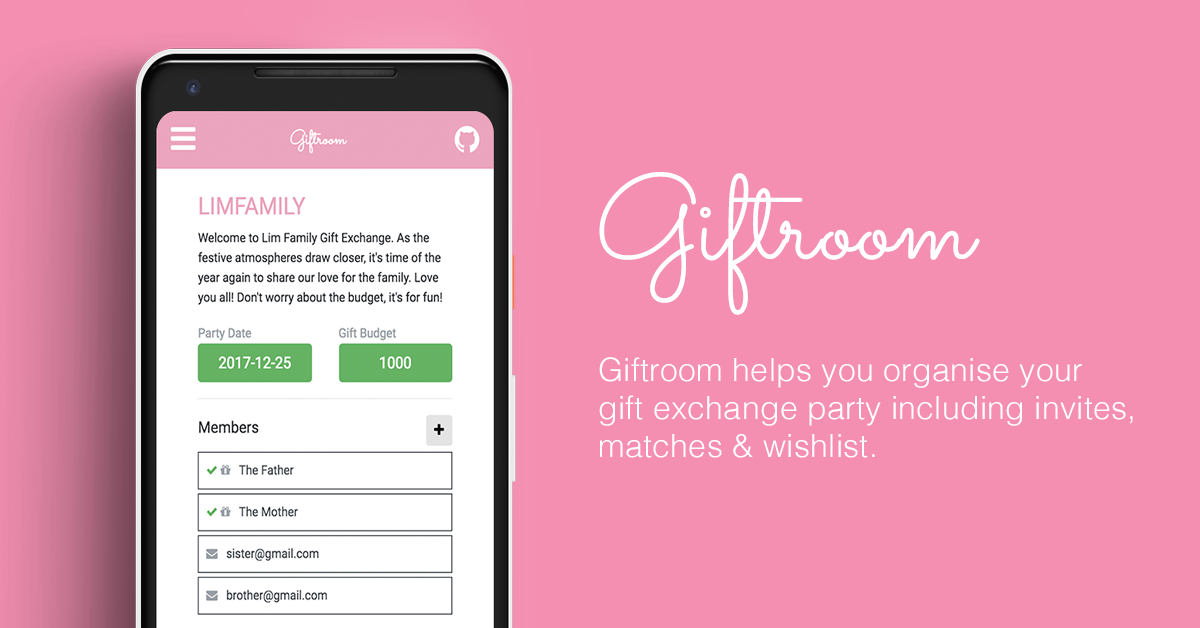 Giftroom
LIMFAMILY
Welcome to Lim Family Gift Exchange. As the
festive atmospheres draw closer, it's time of the
year again to share our love for the family. Love
you all! Don't worry about the budget, it's for fun!
Party Date Gift Budget
2017-12-25 1000
Members
The Father
The Mother
sister@gmail.com
brother@gmail.com
Giftroom
Giftroom helps you organise your
gift exchange party including invites,
matches & wishlist.